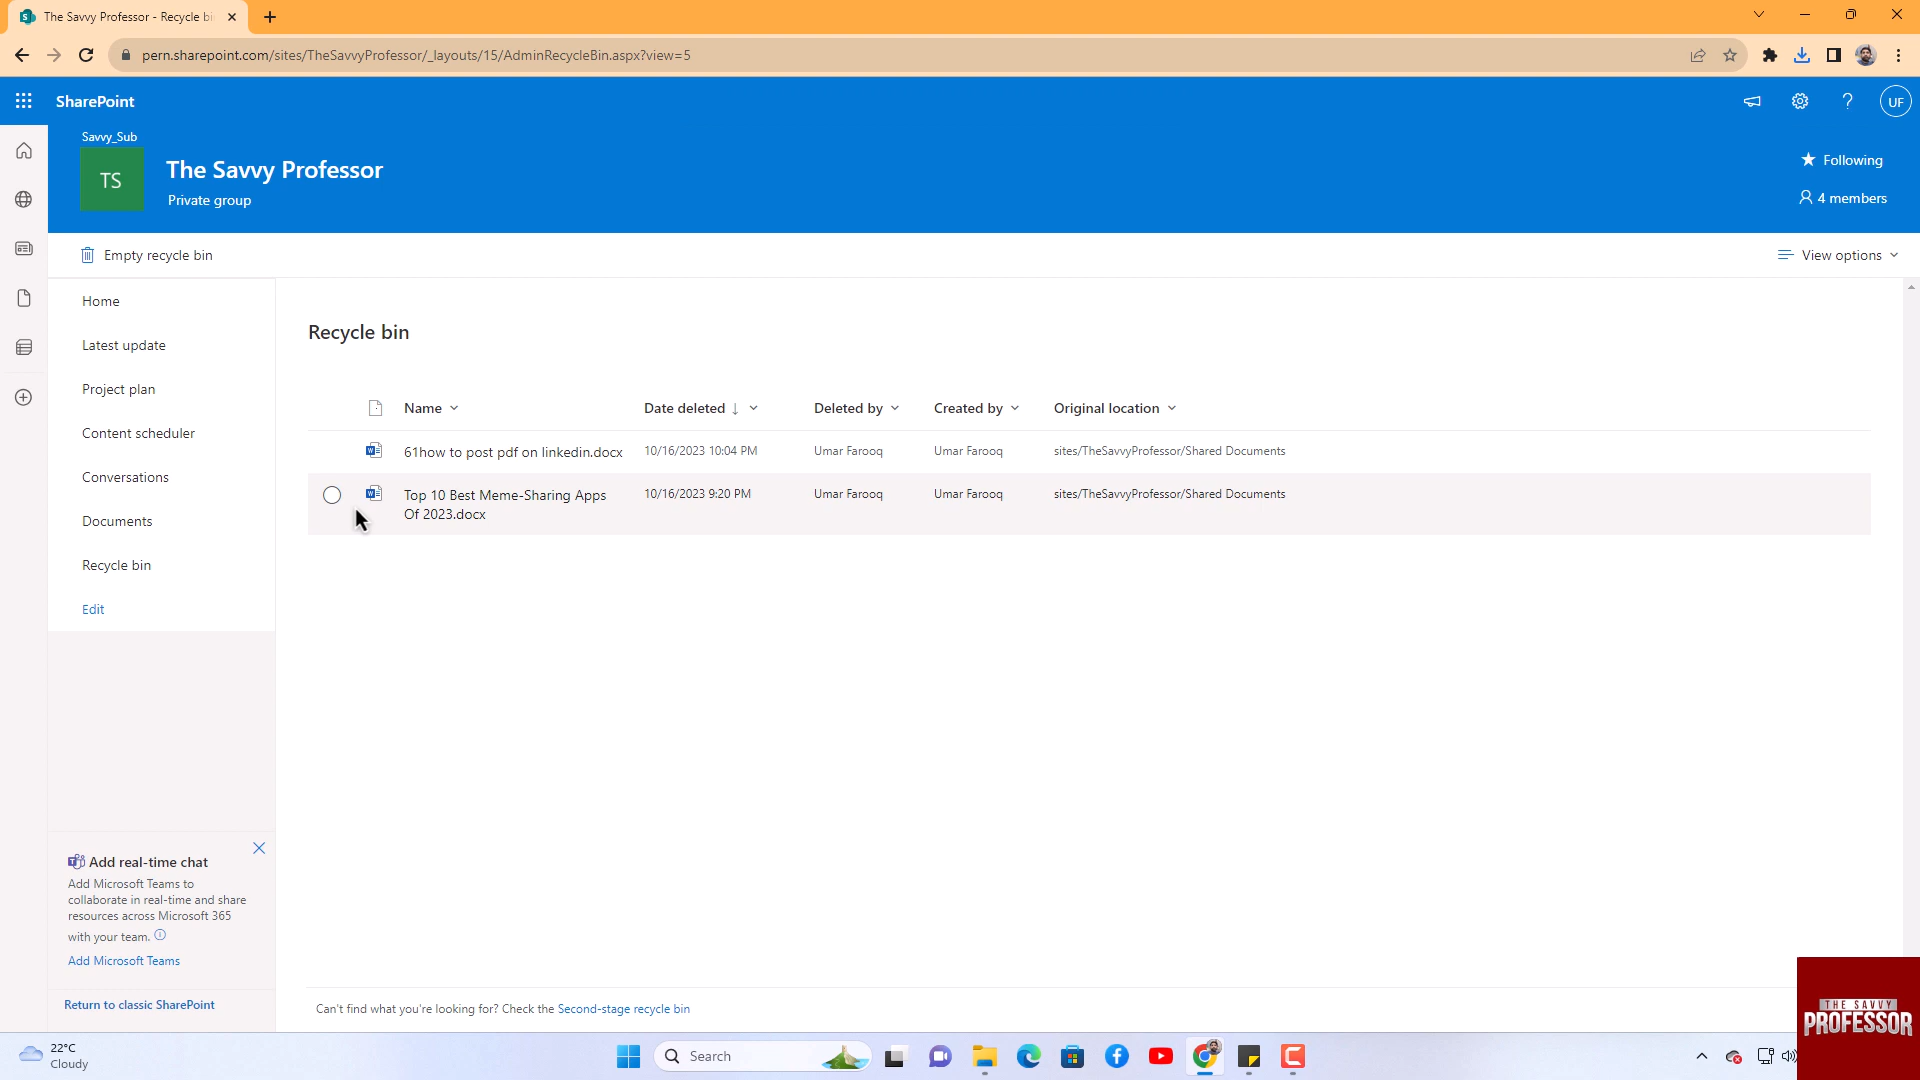 The Savvy Professor - Recycle bi
pern.sharepoint.com/sites/TheSavvyProfessor/_layouts/15/AdminRecycleBin.aspx?view=5
SharePoint
UF
Savvy_Sub
TS
The Savvy Professor
Private group
Following
4 members
Empty recycle bin
View options
Home
Latest update
Project plan
Content scheduler
Conversations
Documents
Recycle bin
Edit
Recycle bin
Name
Date deleted
Deleted by
Created by
Original location
61how to post pdf on linkedin.docx
10/16/2023 10:04 PM
Umar Farooq
Umar Farooq
sites/TheSavvyProfessor/Shared Documents
Top 10 Best Meme-Sharing Apps
Of 2023.docx
10/16/2023 9:20 PM
Umar Farooq
Umar Farooq
sites/TheSavvyProfessor/Shared Documents
Add real-time chat
Add Microsoft Teams to
collaborate in real-time and share
resources across Microsoft 365
with your team.
Add Microsoft Teams
Return to classic SharePoint
Can't find what you're looking for? Check the Second-stage recycle bin
THE SAVVY
PROFESSOR
22°C
Cloudy
Search